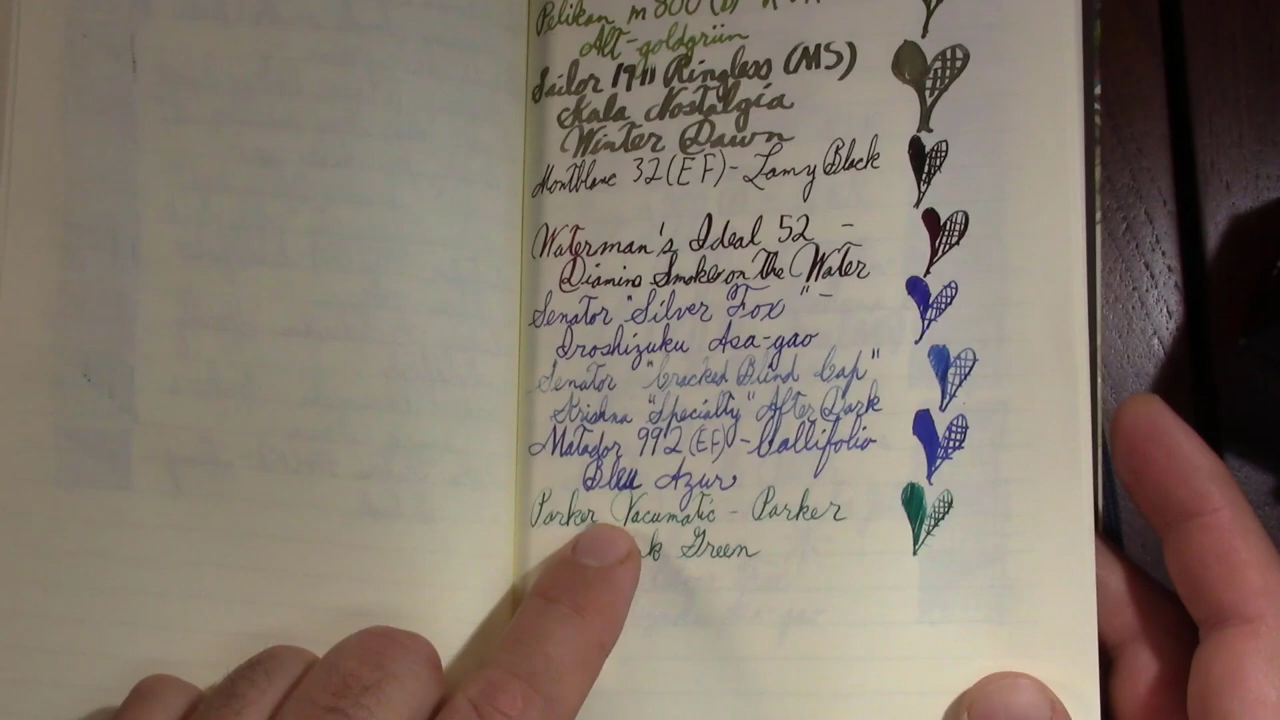 Pelikan M800 (B)
Alt-goldgrün
Sailor 1911 Ringless (MS)
Kala Nostalgia
Winter Dawn
Montblanc 32 (EF) - Lamy Black
Waterman's Ideal 52 -
Diamine Smoke on The Water
Senator "Silver Fox" -
Iroshizuku Asa-gao
Senator "Cracked Blind Cap"
Krishna "Specialty" After Dark
Matador 992 (EF) - Callifolio
Bleu Azur
Parker Vacumatic - Parker
Green